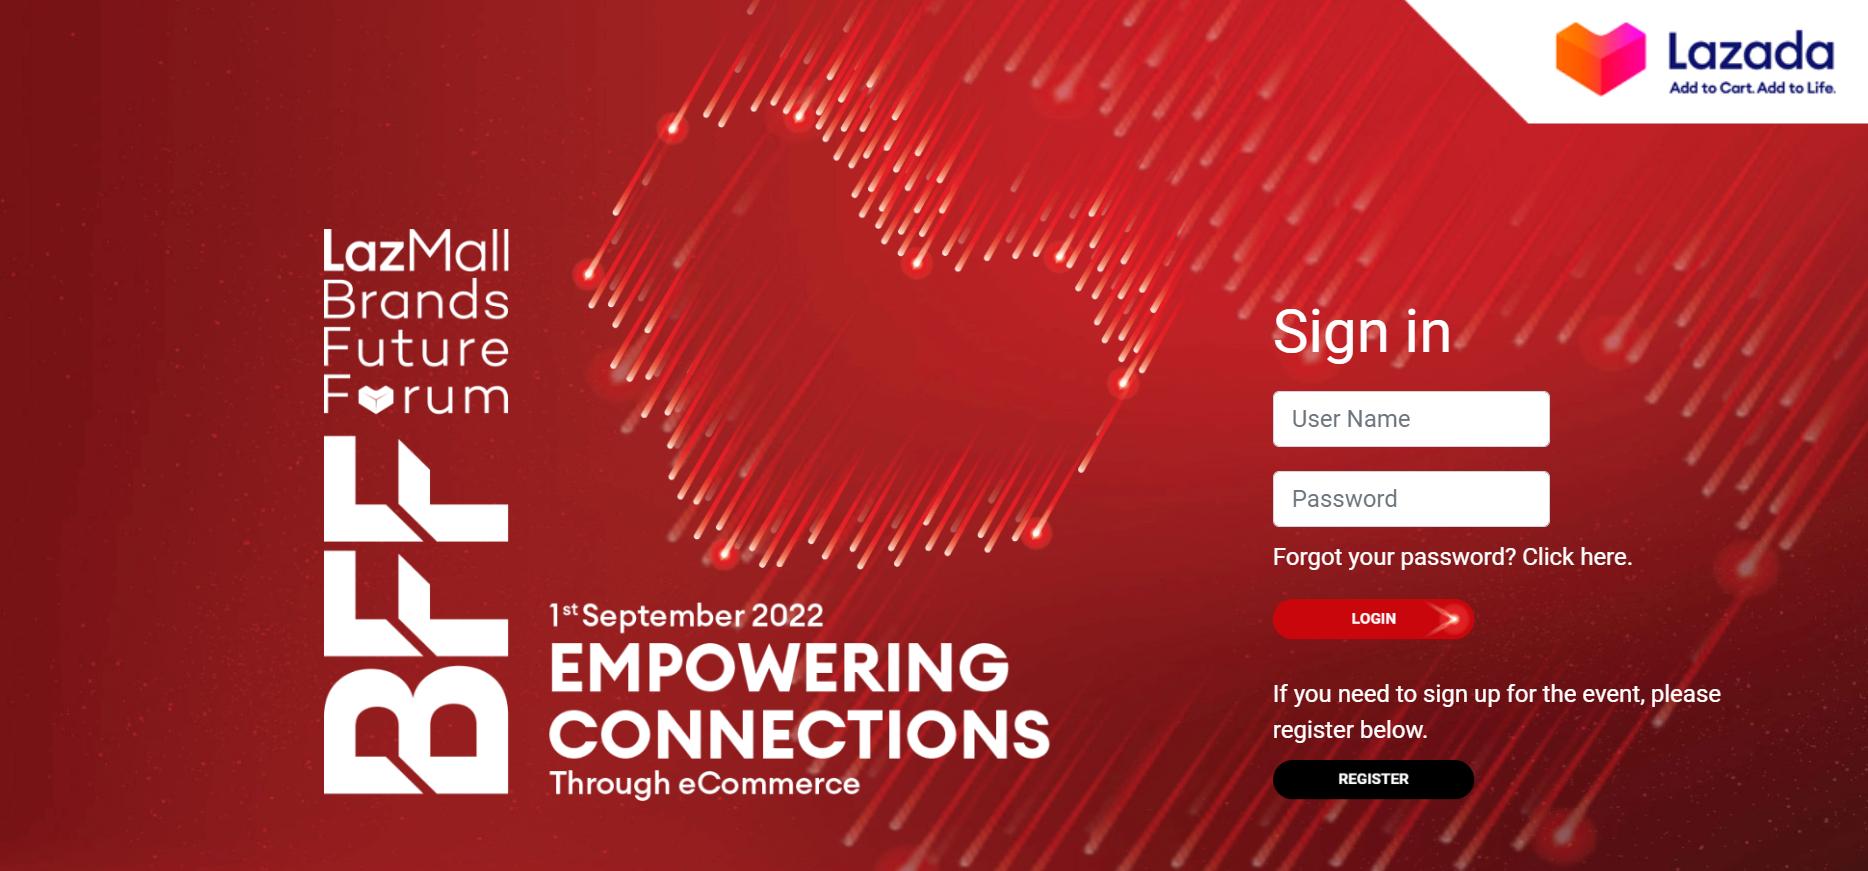 Lazada
Add to Cart. Add to Life.
LazMall
Brands
Future
Forum
BFF
1st September 2022
EMPOWERING
CONNECTIONS
Through eCommerce
Sign in
User Name
Password
Forgot your password? Click here.
LOGIN
If you need to sign up for the event, please
register below.
REGISTER